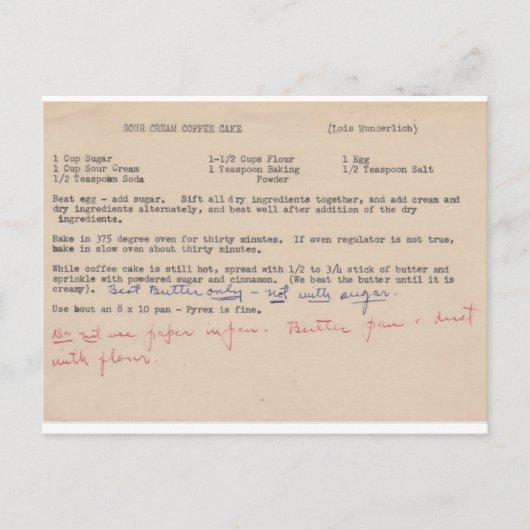 SOUR CREAM COFFEE CAKE (Lois Wunderlich)
1 Cup Sugar 1-1/2 Cups Flour 1 Egg
1 Cup Sour Cream 1 Teaspoon Baking 1/2 Teaspoon Salt
1/2 Teaspoon Soda Powder
Beat egg - add sugar. Sift all dry ingredients together, and add cream and
dry ingredients alternately, and beat well after addition of the dry
ingredients.
Bake in 375 degree oven for thirty minutes. If oven regulator is not true,
bake in slow oven about thirty minutes.
While coffee cake is still hot, spread with 1/2 to 3/4 stick of butter and
sprinkle with powdered sugar and cinnamon. (We beat the butter until it is
creamy). Beat Butter only - not with sugar.
Use bout an 8 x 10 pan - Pyrex is fine.
Do not use paper in pan. Butter pan & dust
with flour.